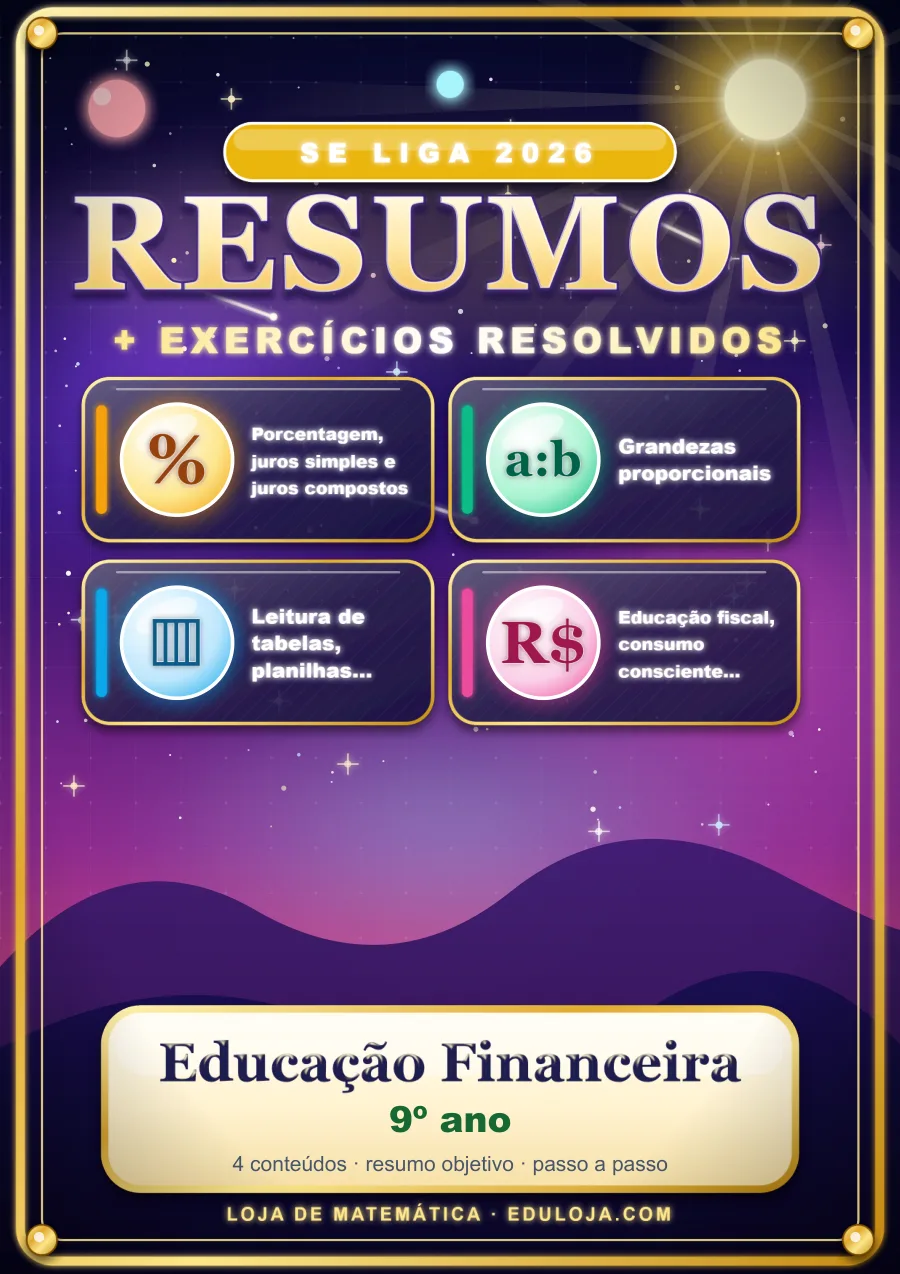 SE LIGA 2026
RESUMOS
+ EXERCÍCIOS RESOLVIDOS
%
Porcentagem,
juros simples e
juros compostos
a:b
Grandezas
proporcionais
Leitura de
tabelas,
planilhas...
R$
Educação fiscal,
consumo
consciente...
Educação Financeira
9º ano
4 conteúdos · resumo objetivo · passo a passo
LOJA DE MATEMÁTICA · EDULOJA.COM